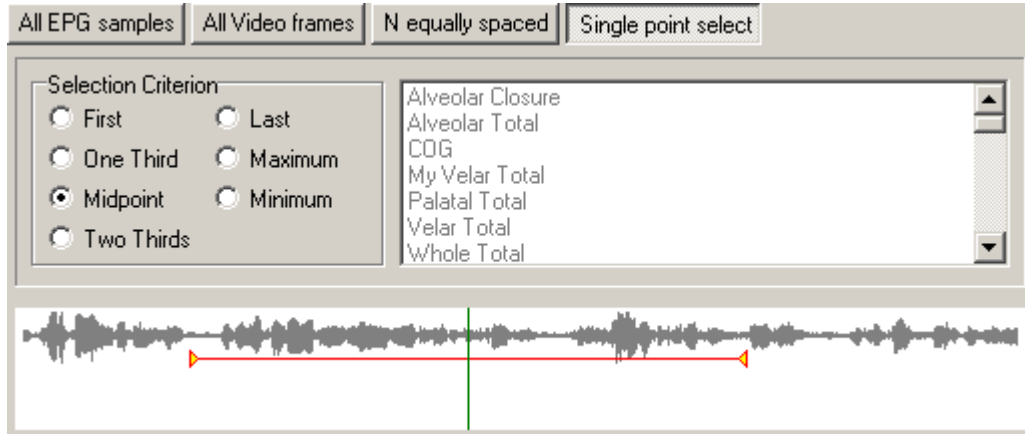 All EPG samples All Video frames N equally spaced Single point select
Selection Criterion
First Last
One Third Maximum
Midpoint Minimum
Two Thirds
Alveolar Closure
Alveolar Total
COG
My Velar Total
Palatal Total
Velar Total
Whole Total